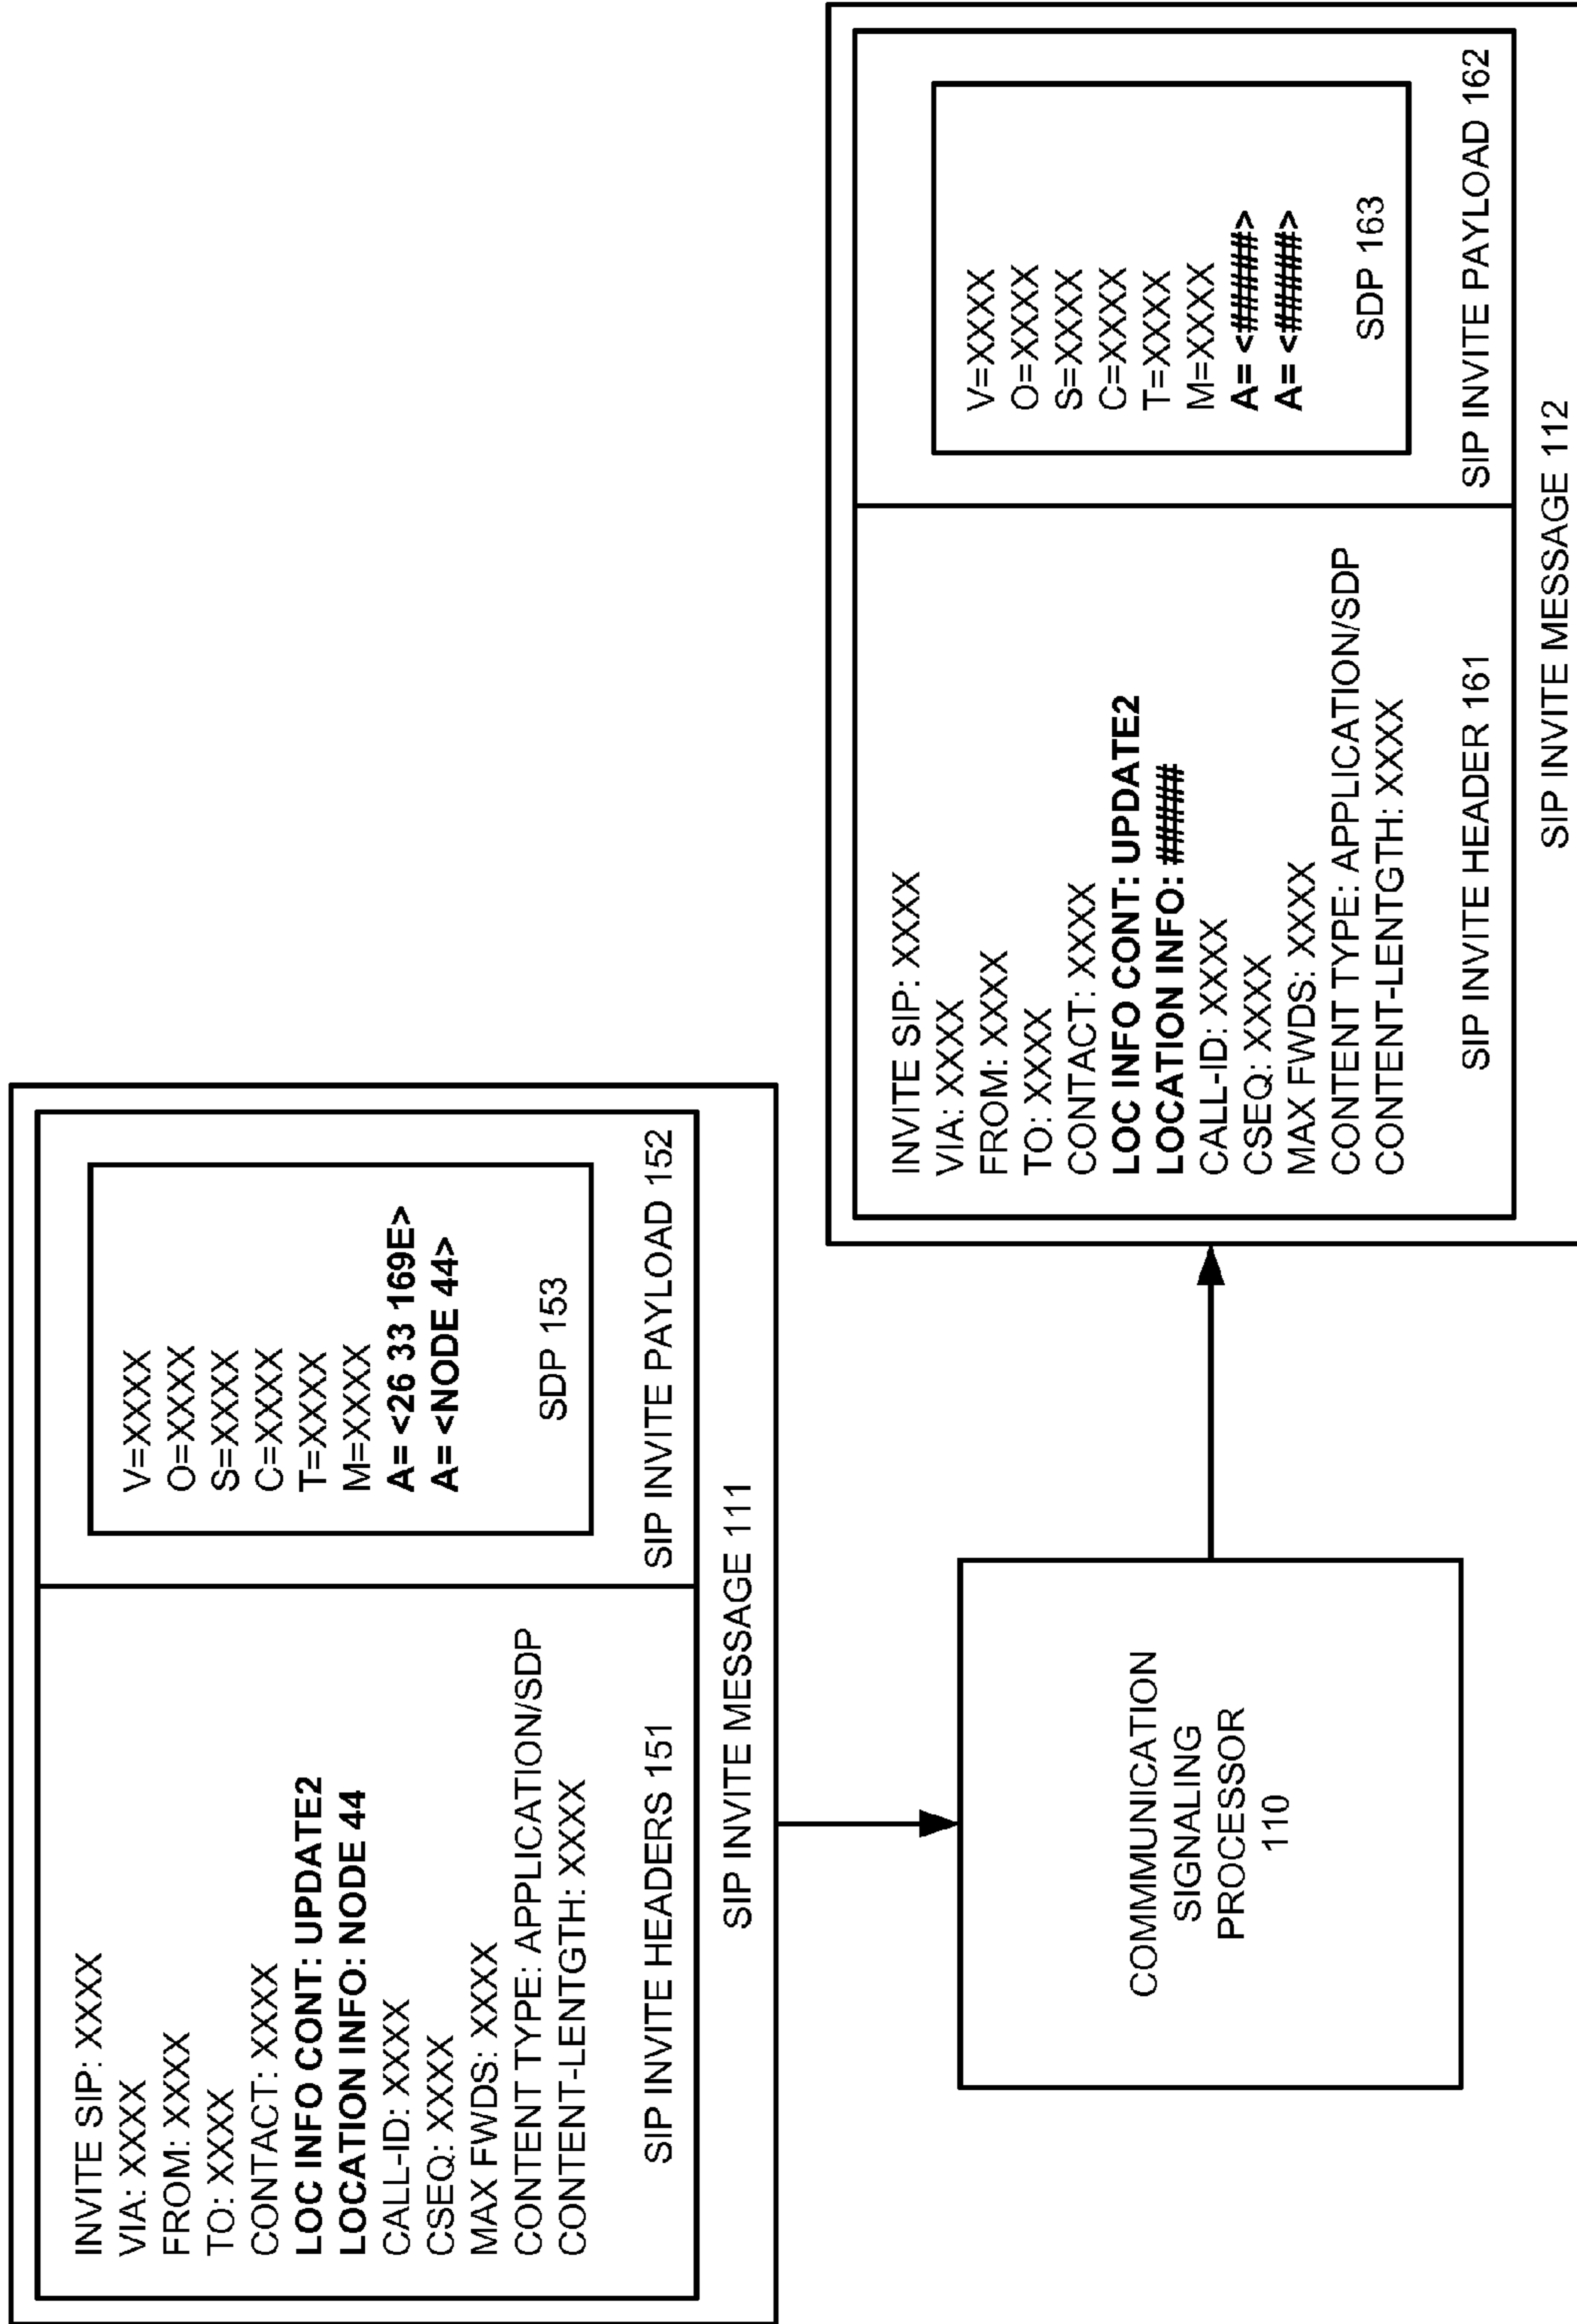 INVITE SIP: XXXX
VIA: XXXX
FROM: XXXX
TO: XXXX
CONTACT: XXXX
LOC INFO CONT: UPDATE2
LOCATION INFO: NODE 44
CALL-ID: XXXX
CSEQ: XXXX
MAX FWDS: XXXX
CONTENT TYPE: APPLICATION/SDP
CONTENT-LENTGTH: XXXX
SIP INVITE HEADERS 151
V=XXXX
O=XXXX
S=XXXX
C=XXXX
T=XXXX
M=XXXX
A= <26 33 169E>
A= <NODE 44>
SDP 153
SIP INVITE PAYLOAD 152
SIP INVITE MESSAGE 111
COMMMUNICATION
SIGNALING
PROCESSOR
110
INVITE SIP: XXXX
VIA: XXXX
FROM: XXXX
TO: XXXX
CONTACT: XXXX
LOC INFO CONT: UPDATE2
LOCATION INFO: #####
CALL-ID: XXXX
CSEQ: XXXX
MAX FWDS: XXXX
CONTENT TYPE: APPLICATION/SDP
CONTENT-LENTGTH: XXXX
SIP INVITE HEADER 161
V=XXXX
O=XXXX
S=XXXX
C=XXXX
T=XXXX
M=XXXX
A= <#####>
A= <#####>
SDP 163
SIP INVITE PAYLOAD 162
SIP INVITE MESSAGE 112